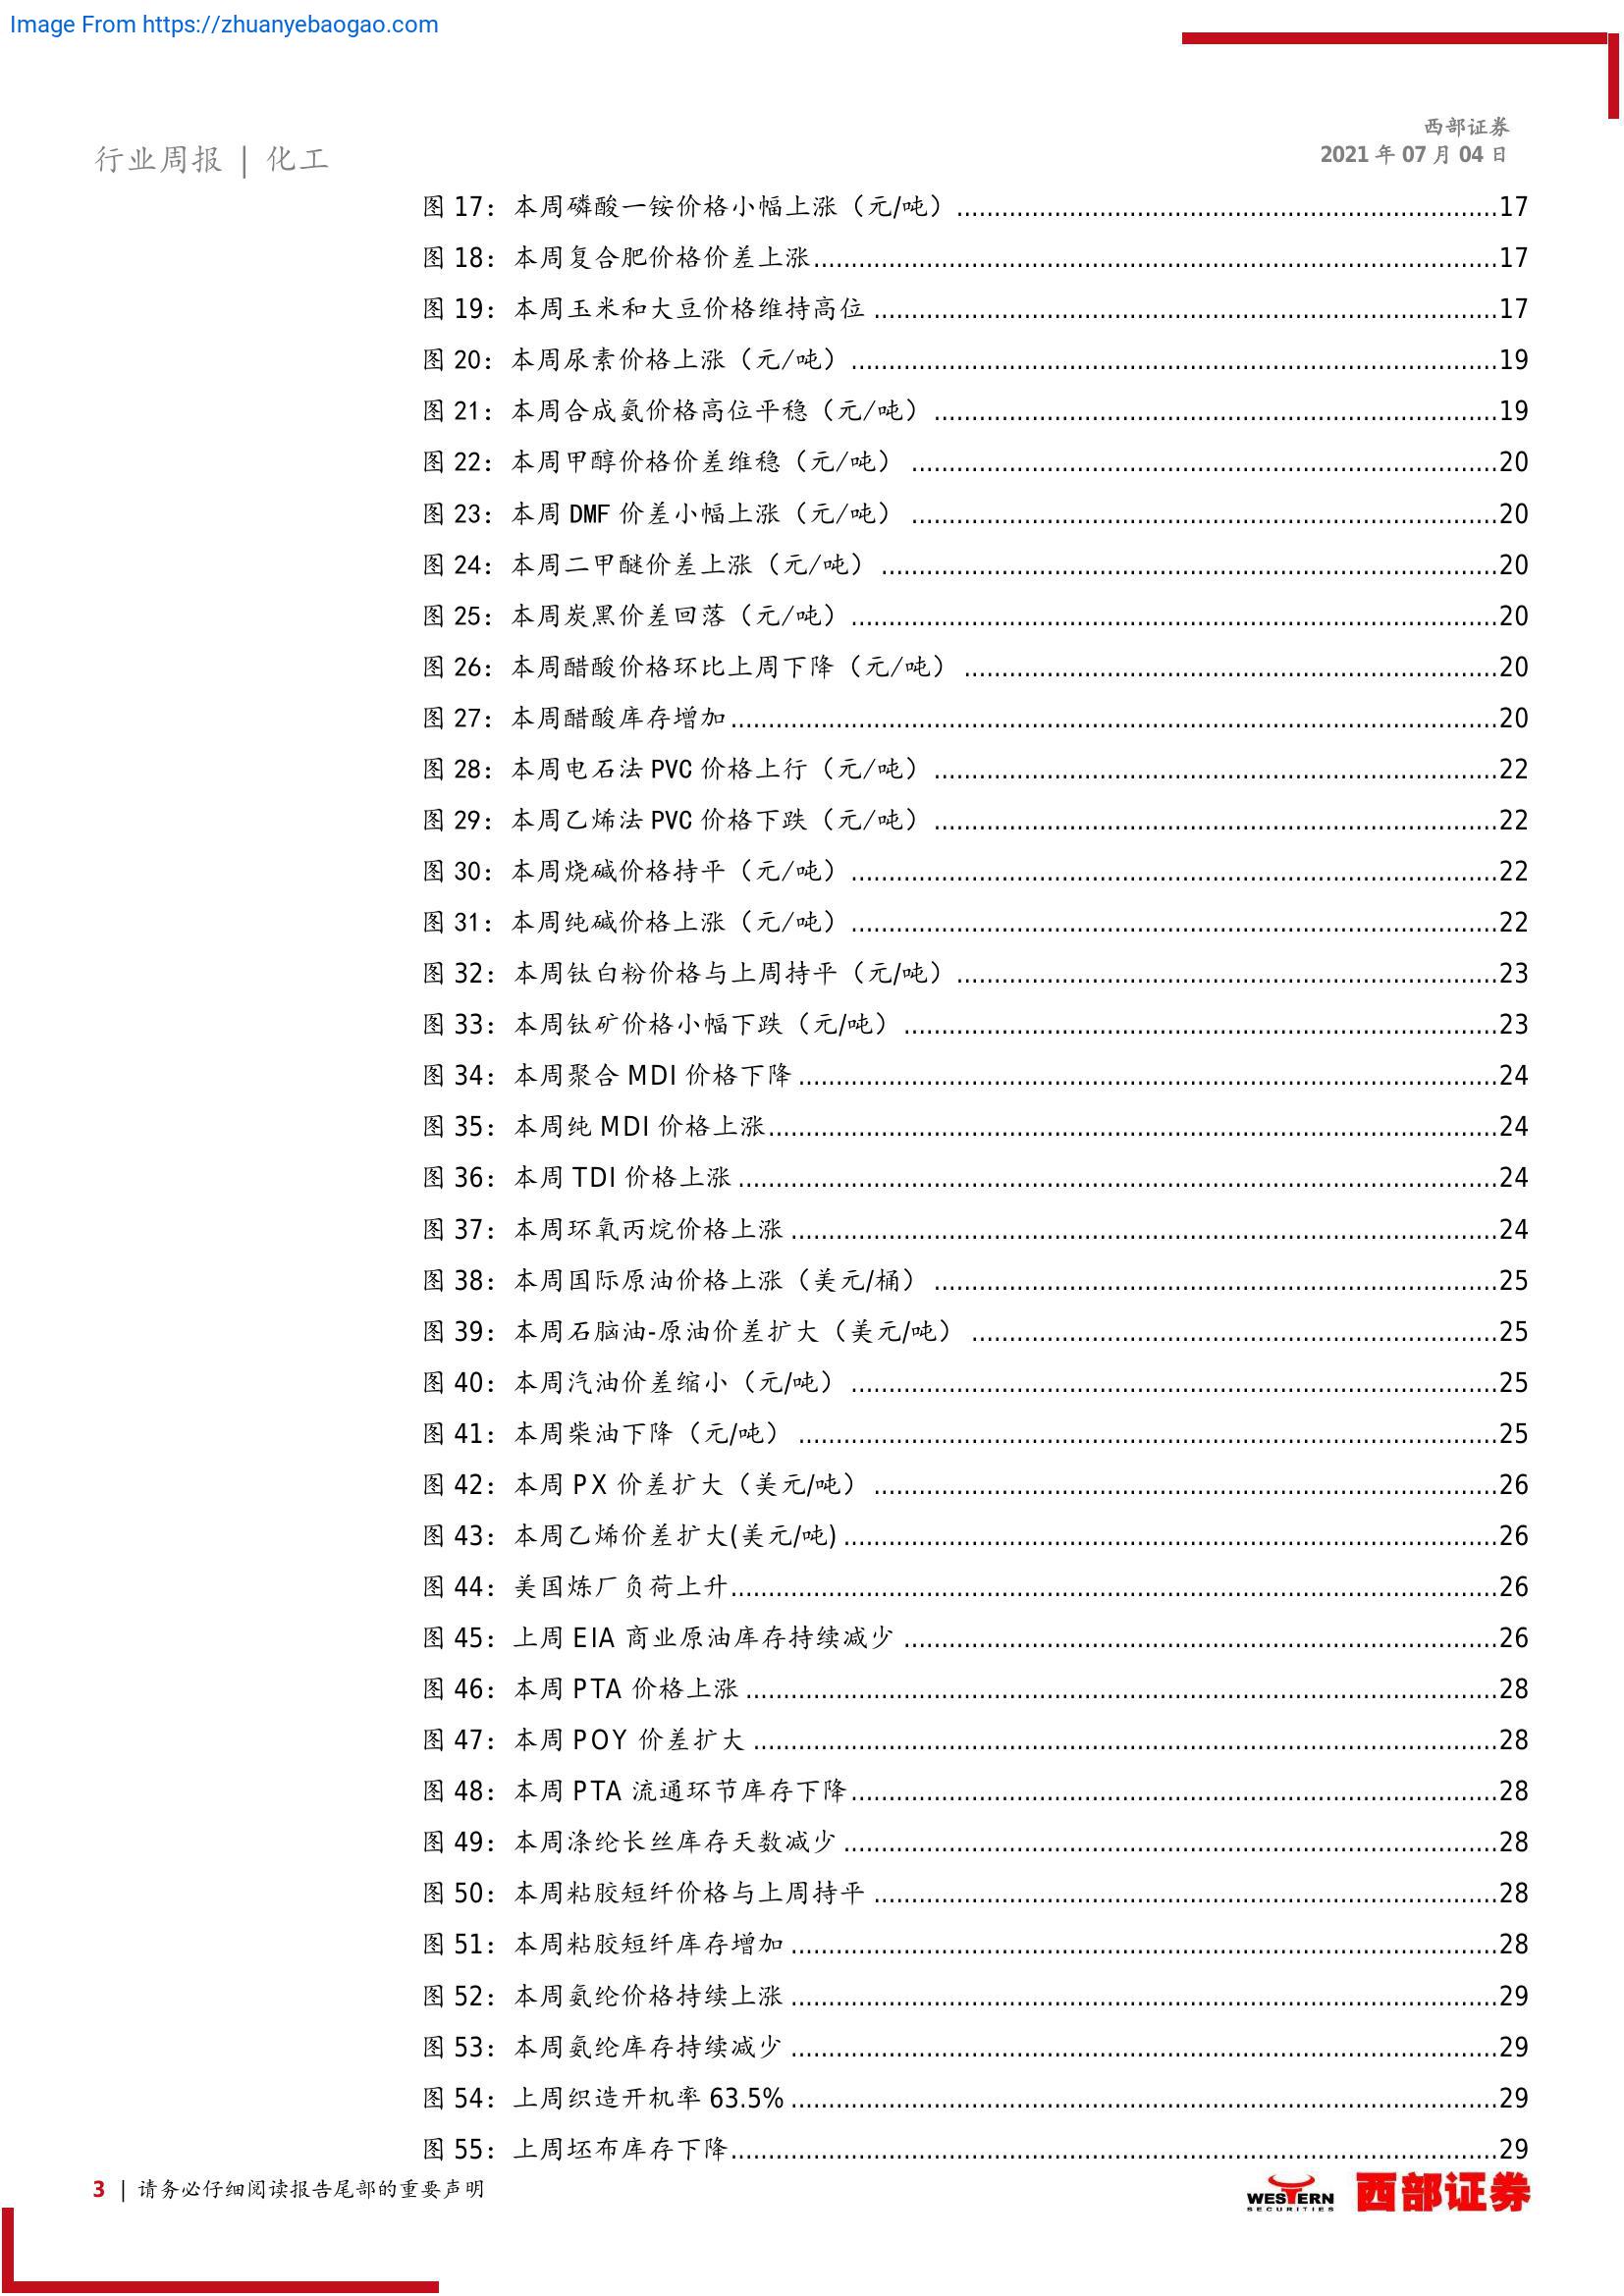 Image From https://zhuanyebaogao.com
西部证券
行业周报 | 化工
2021 年 07 月 04 日
图 17：本周磷酸一铵价格小幅上涨（元/吨）........................17
图 18：本周复合肥价格价差上涨........................17
图 19：本周玉米和大豆价格维持高位........................17
图 20：本周尿素价格上涨（元/吨）........................19
图 21：本周合成氨价格高位平稳（元/吨）........................19
图 22：本周甲醇价格价差维稳（元/吨）........................20
图 23：本周 DMF 价差小幅上涨（元/吨）........................20
图 24：本周二甲醚价差上涨（元/吨）........................20
图 25：本周炭黑价差回落（元/吨）........................20
图 26：本周醋酸价格环比上周下降（元/吨）........................20
图 27：本周醋酸库存增加........................20
图 28：本周电石法 PVC 价格上行（元/吨）........................22
图 29：本周乙烯法 PVC 价格下跌（元/吨）........................22
图 30：本周烧碱价格持平（元/吨）........................22
图 31：本周纯碱价格上涨（元/吨）........................22
图 32：本周钛白粉价格与上周持平（元/吨）........................23
图 33：本周钛矿价格小幅下跌（元/吨）........................23
图 34：本周聚合 MDI 价格下降........................24
图 35：本周纯 MDI 价格上涨........................24
图 36：本周 TDI 价格上涨........................24
图 37：本周环氧丙烷价格上涨........................24
图 38：本周国际原油价格上涨（美元/桶）........................25
图 39：本周石脑油-原油价差扩大（美元/吨）........................25
图 40：本周汽油价差缩小（元/吨）........................25
图 41：本周柴油下降（元/吨）........................25
图 42：本周 PX 价差扩大（美元/吨）........................26
图 43：本周乙烯价差扩大(美元/吨)........................26
图 44：美国炼厂负荷上升........................26
图 45：上周 EIA 商业原油库存持续减少........................26
图 46：本周 PTA 价格上涨........................28
图 47：本周 POY 价差扩大........................28
图 48：本周 PTA 流通环节库存下降........................28
图 49：本周涤纶长丝库存天数减少........................28
图 50：本周粘胶短纤价格与上周持平........................28
图 51：本周粘胶短纤库存增加........................28
图 52：本周氨纶价格持续上涨........................29
图 53：本周氨纶库存持续减少........................29
图 54：上周织造开机率 63.5%........................29
图 55：上周坯布库存下降........................29
3 | 请务必仔细阅读报告尾部的重要声明
WESTERN SECURITIES 西部证券